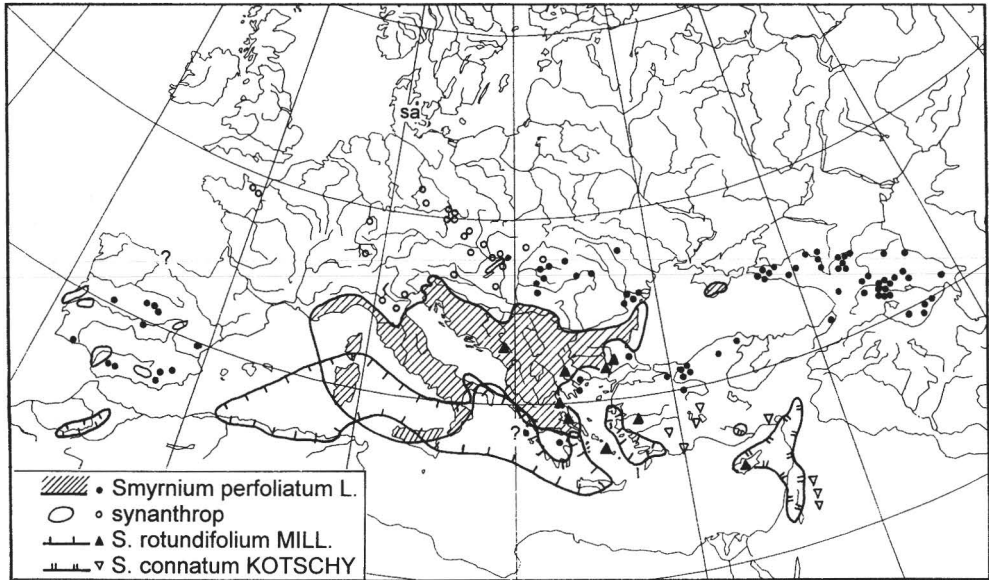 sa
?
?
Smyrnium perfoliatum L.
synanthrop
S. rotundifolium MILL.
S. connatum KOTSCHY